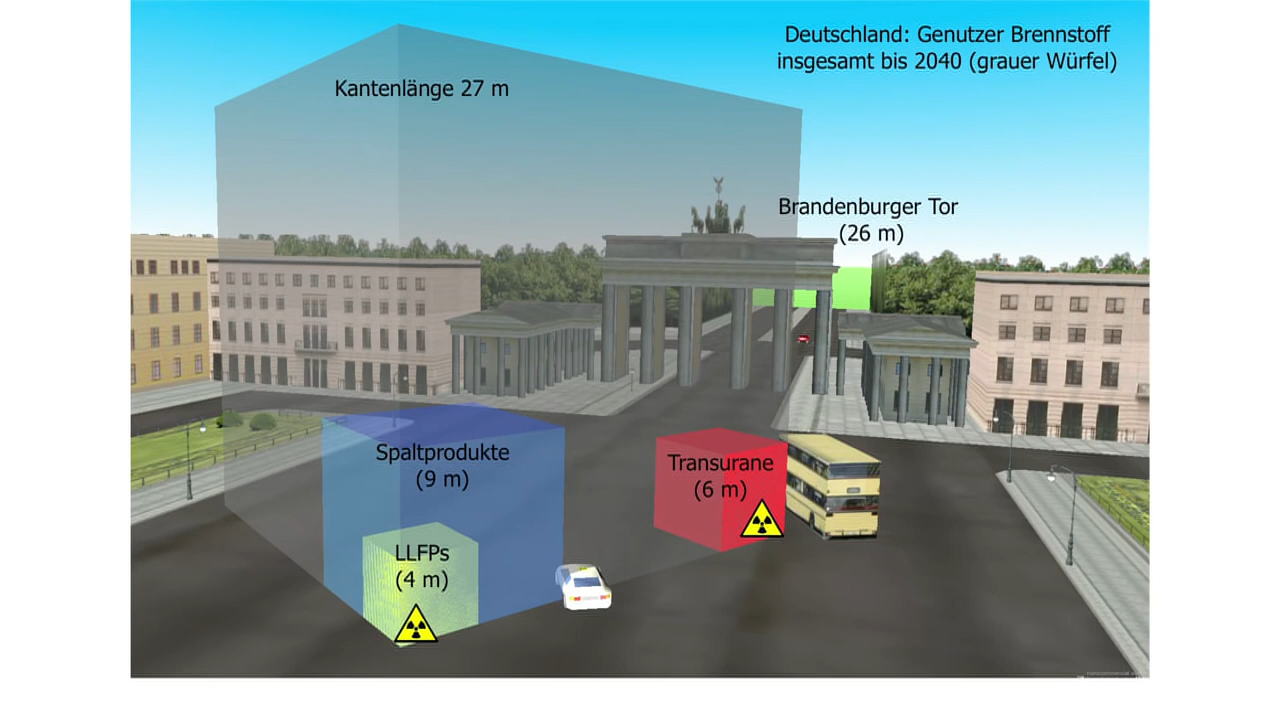 Deutschland: Genutzer Brennstoff
insgesamt bis 2040 (grauer Würfel)
Kantenlänge 27 m
Brandenburger Tor
(26 m)
Spaltprodukte
(9 m)
Transurane
(6 m)
LLFPs
(4 m)